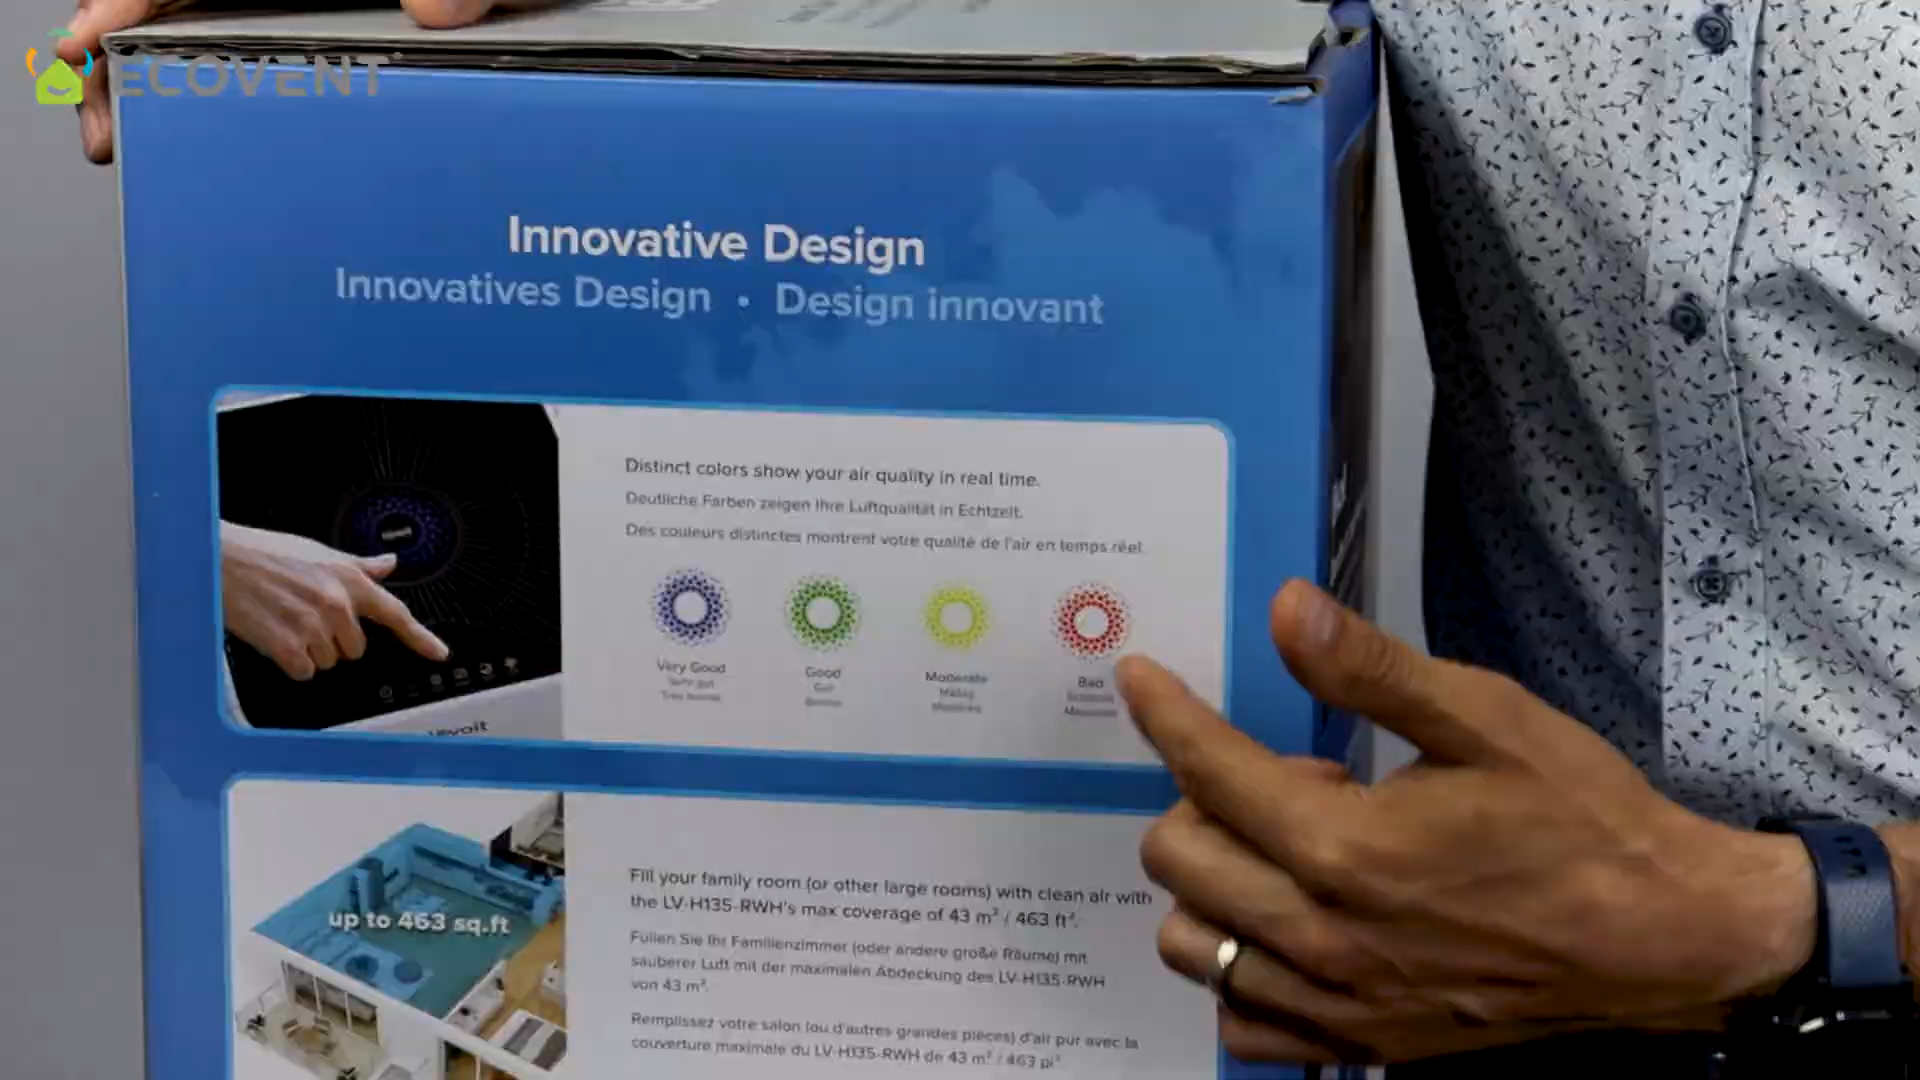 ECOVENT
Innovative Design
Innovatives Design • Design innovant
Distinct colors show your air quality in real time.
Deutliche Farben zeigen Ihre Luftqualität in Echtzeit.
Des couleurs distinctes montrent votre qualité de l'air en temps réel.
Very Good Good Moderate Bad
Sehr gut Gut Mäßig
levoit
up to 463 sq.ft
Fill your family room (or other large rooms) with clean air with
the LV-H135-RWH's max coverage of 43 m² / 463 ft².
Füllen Sie Ihr Familienzimmer (oder andere große Räume) mit
sauberer Luft mit der maximalen Abdeckung des LV-H135-RWH
von 43 m².
Remplissez votre salon (ou d'autres grandes pièces) d'air pur avec la
couverture maximale du LV-H135-RWH de 43 m² / 463 pi²